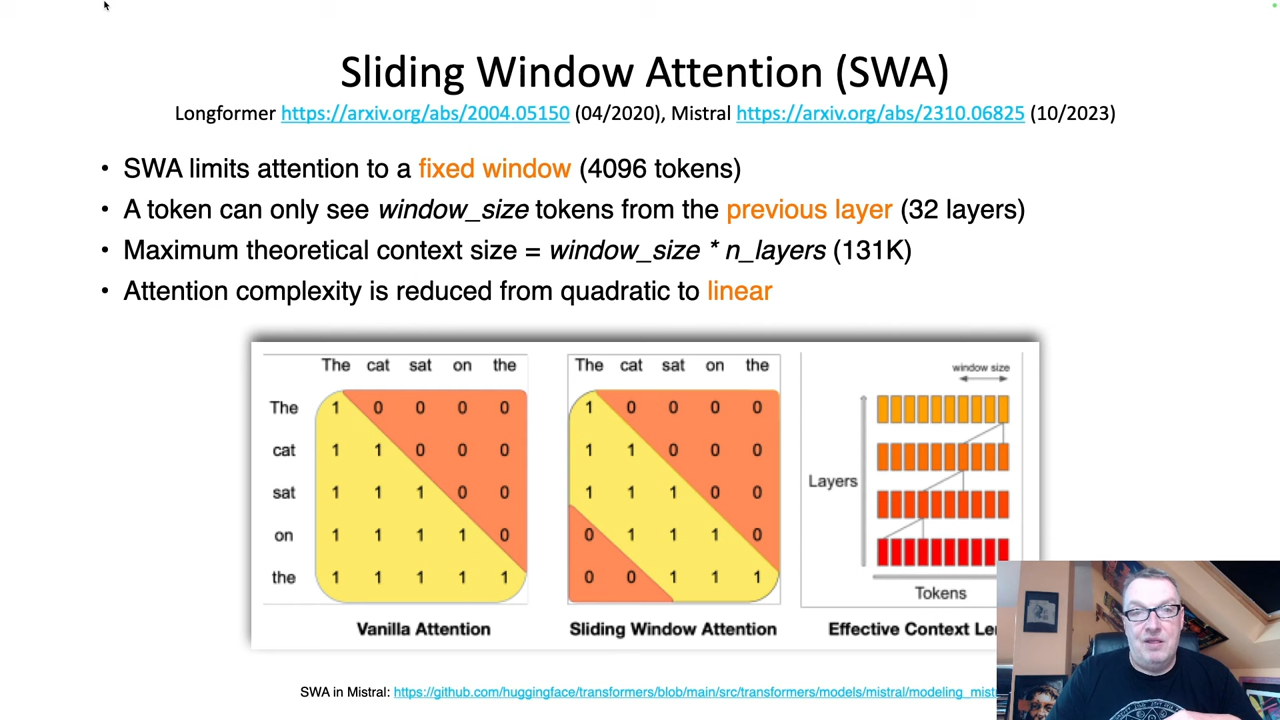 Sliding Window Attention (SWA)
Longformer https://arxiv.org/abs/2004.05150 (04/2020), Mistral https://arxiv.org/abs/2310.06825 (10/2023)
• SWA limits attention to a fixed window (4096 tokens)
• A token can only see window_size tokens from the previous layer (32 layers)
• Maximum theoretical context size = window_size * n_layers (131K)
• Attention complexity is reduced from quadratic to linear
The cat sat on the
The 1 0 0 0 0
cat 1 1 0 0 0
sat 1 1 1 0 0
on 1 1 1 1 0
the 1 1 1 1 1
Vanilla Attention
The cat sat on the
1 0 0 0 0
1 1 0 0 0
1 1 1 0 0
0 1 1 1 0
0 0 1 1 1
Sliding Window Attention
window size
Layers
Tokens
Effective Context
SWA in Mistral: https://github.com/huggingface/transformers/blob/main/src/transformers/models/mistral/modeling_mist